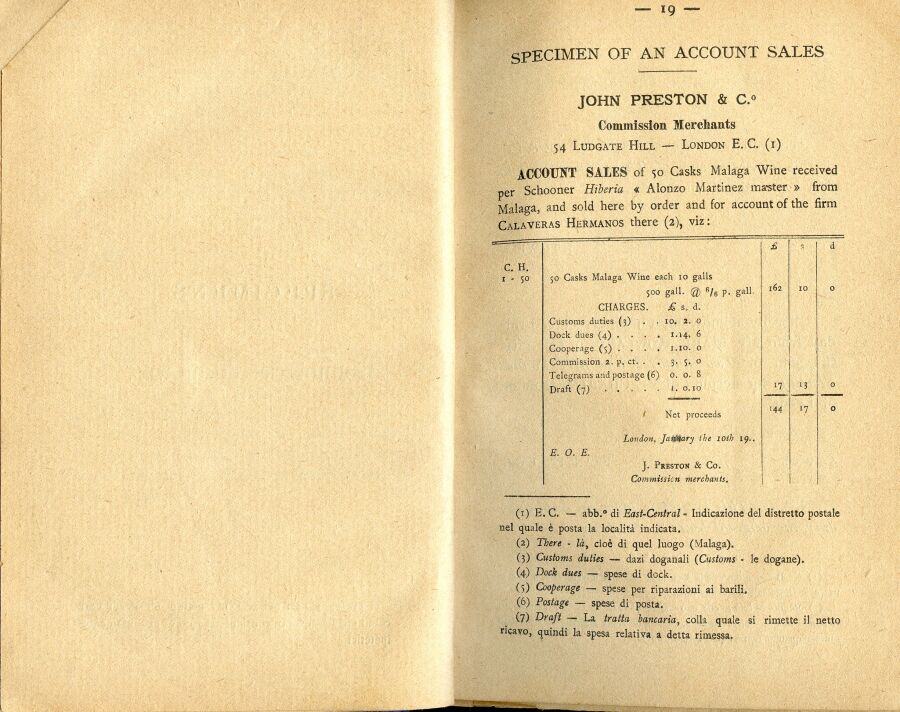 — 19 —
SPECIMEN OF AN ACCOUNT SALES
JOHN PRESTON & C.º
Commission Merchants
54 LUDGATE HILL — LONDON E. C. (1)
ACCOUNT SALES of 50 Casks Malaga Wine received
per Schooner Hiberia « Alonzo Martinez master » from
Malaga, and sold here by order and for account of the firm
CALAVERAS HERMANOS there (2), viz:
£ s d
C. H.
1 - 50 50 Casks Malaga Wine each 10 galls
500 gall. @ 6/6 p. gall. 162 10 0
CHARGES. £ s. d.
Customs duties (3) . . 10. 2. 0
Dock dues (4) . . . . 1.14. 6
Cooperage (5) . . . . 1.10. 0
Commission 2. p. ct. . . 3. 5. 0
Telegrams and postage (6) 0. 0. 8
Draft (7) . . . . . 1. 0.10 17 13 0
Net proceeds 144 17 0
London, January the 10th 19..
E. O. E.
J. PRESTON & Co.
Commission merchants.
(1) E. C. — abb.º di East-Central - Indicazione del distretto postale
nel quale è posta la località indicata.
(2) There - là, cioè di quel luogo (Malaga).
(3) Customs duties — dazi doganali (Customs - le dogane).
(4) Dock dues — spese di dock.
(5) Cooperage — spese per riparazioni ai barili.
(6) Postage — spese di posta.
(7) Draft — La tratta bancaria, colla quale si rimette il netto
ricavo, quindi la spesa relativa a detta rimessa.